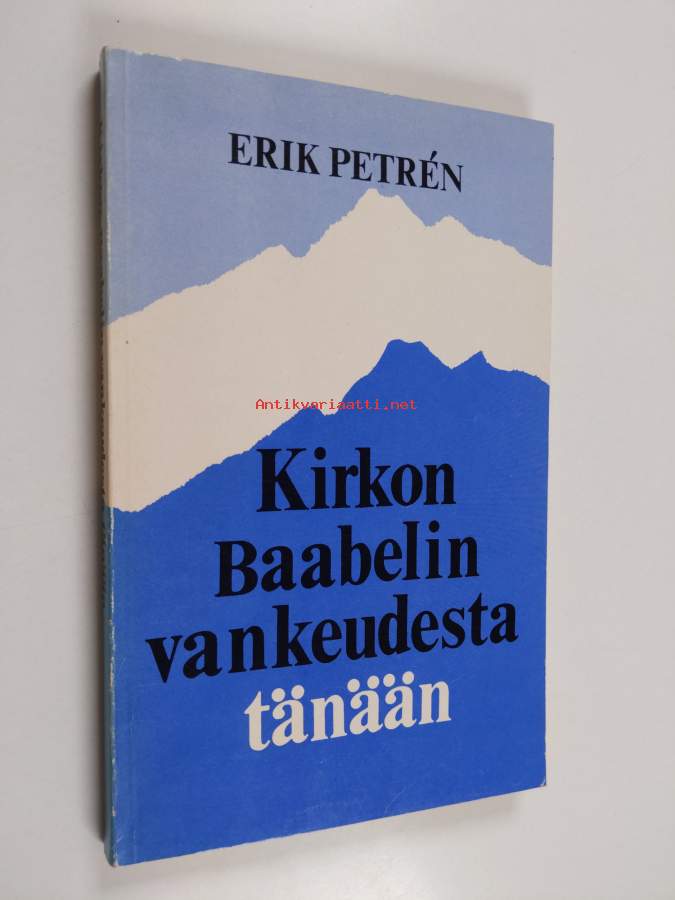 ERIK PETRÉN
Antikvariaatti.net
Kirkon
Baabelin
vankeudesta
tänään